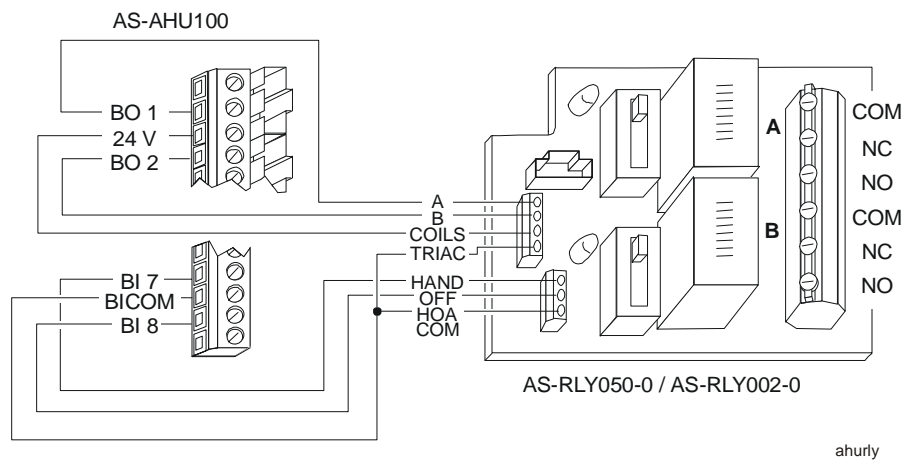 AS-AHU100
BO 1
24 V
BO 2
BI 7
BICOM
BI 8
A
B
COILS
TRIAC
HAND
OFF
HOA
COM
A
B
COM
NC
NO
COM
NC
NO
AS-RLY050-0 / AS-RLY002-0
ahurly